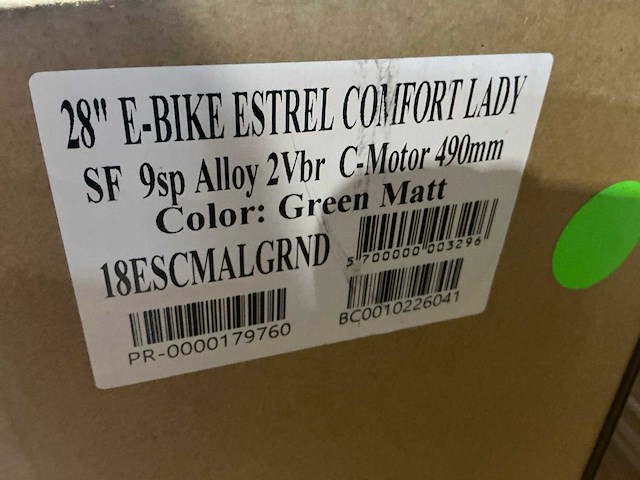 28" E-BIKE ESTREL COMFORT LADY
SF 9sp Alloy 2Vbr C-Motor 490mm
Color: Green Matt
18ESCMALGRND
5 700000 003296
PR-0000179760
BC0010226041